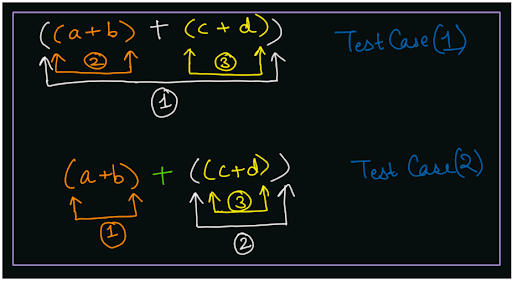 ((a+b) + (c+d)) Test Case(1)
② ③
①
(a+b) + ((c+d)) Test Case(2)
③
①
②